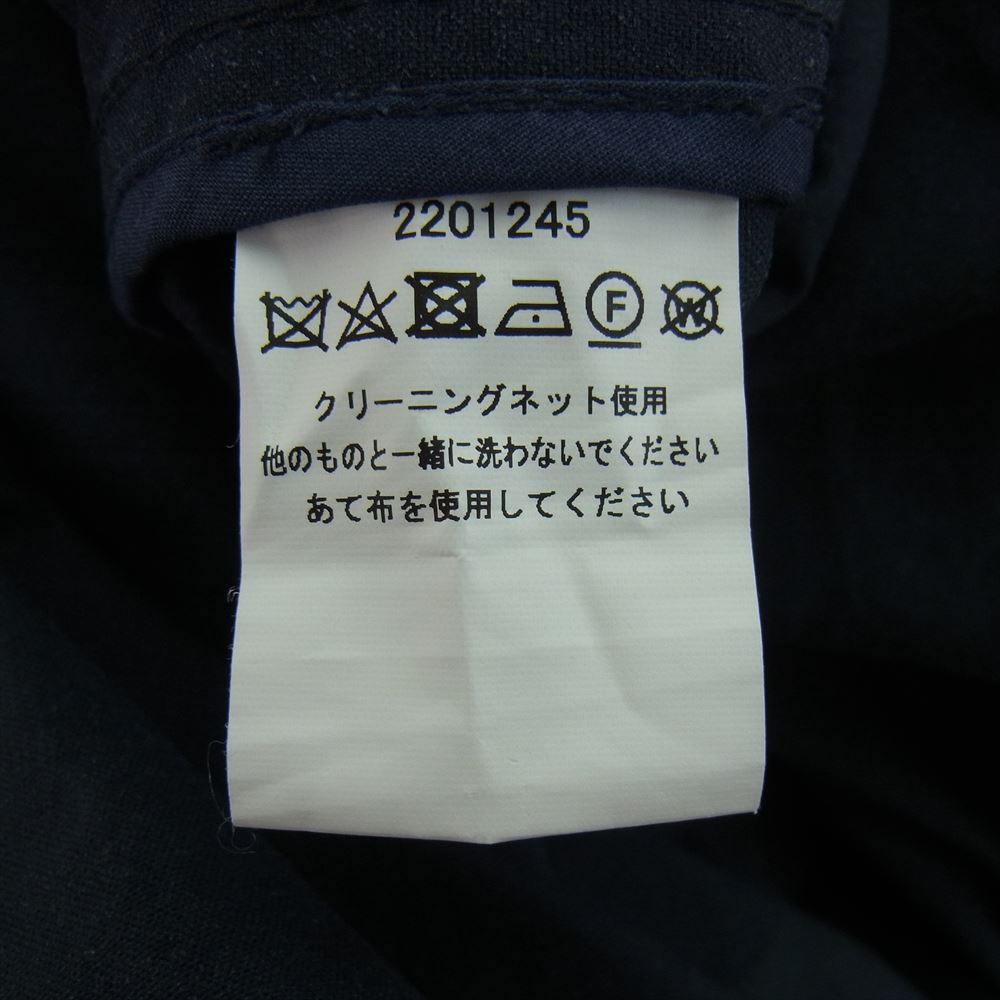 2201245
F W
クリーニングネット使用
他のものと一緒に洗わないでください
あて布を使用してください